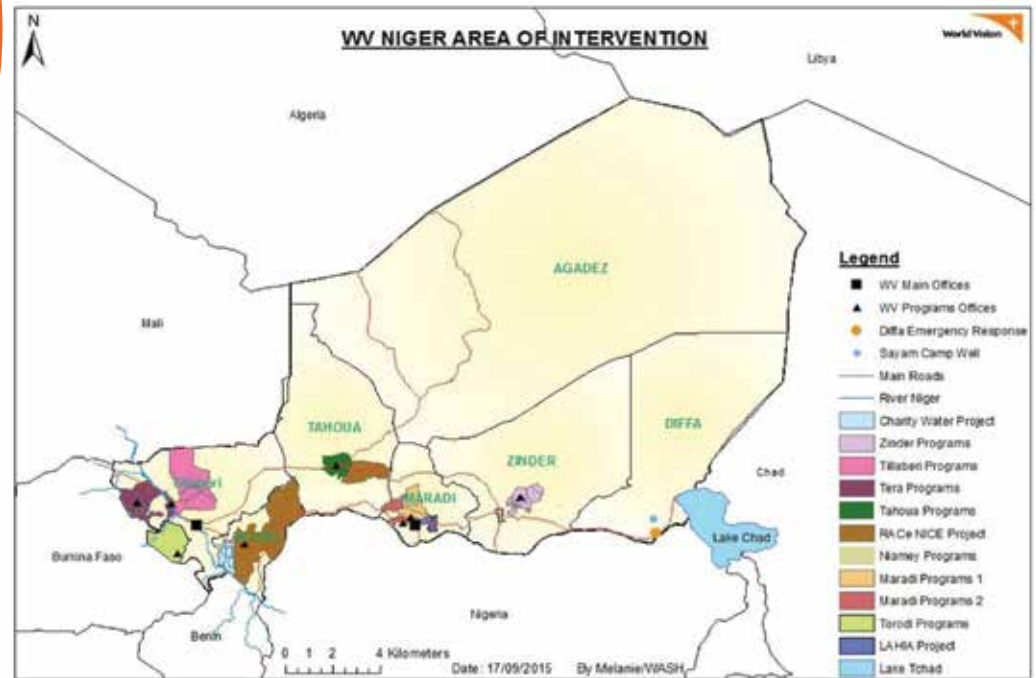 N
WV NIGER AREA OF INTERVENTION
World Vision
Libya
Algeria
AGADEZ
Mali
TAHOUA
DIFFA
ZINDER
MARADI
Chad
Lake Chad
Burkina Faso
Nigeria
Benin
Legend
WV Main Offices
WV Programs Offices
Diffa Emergency Response
Sayam Camp Well
Main Roads
River Niger
Charity Water Project
Zinder Programs
Tillaberi Programs
Tera Programs
Tahoua Programs
RACe NICE Project
Niamey Programs
Maradi Programs 1
Maradi Programs 2
Torodi Programs
LAHIA Project
Lake Tchad
0 1 2 4 Kilometers
Date: 17/09/2015 By Melanie/WASH